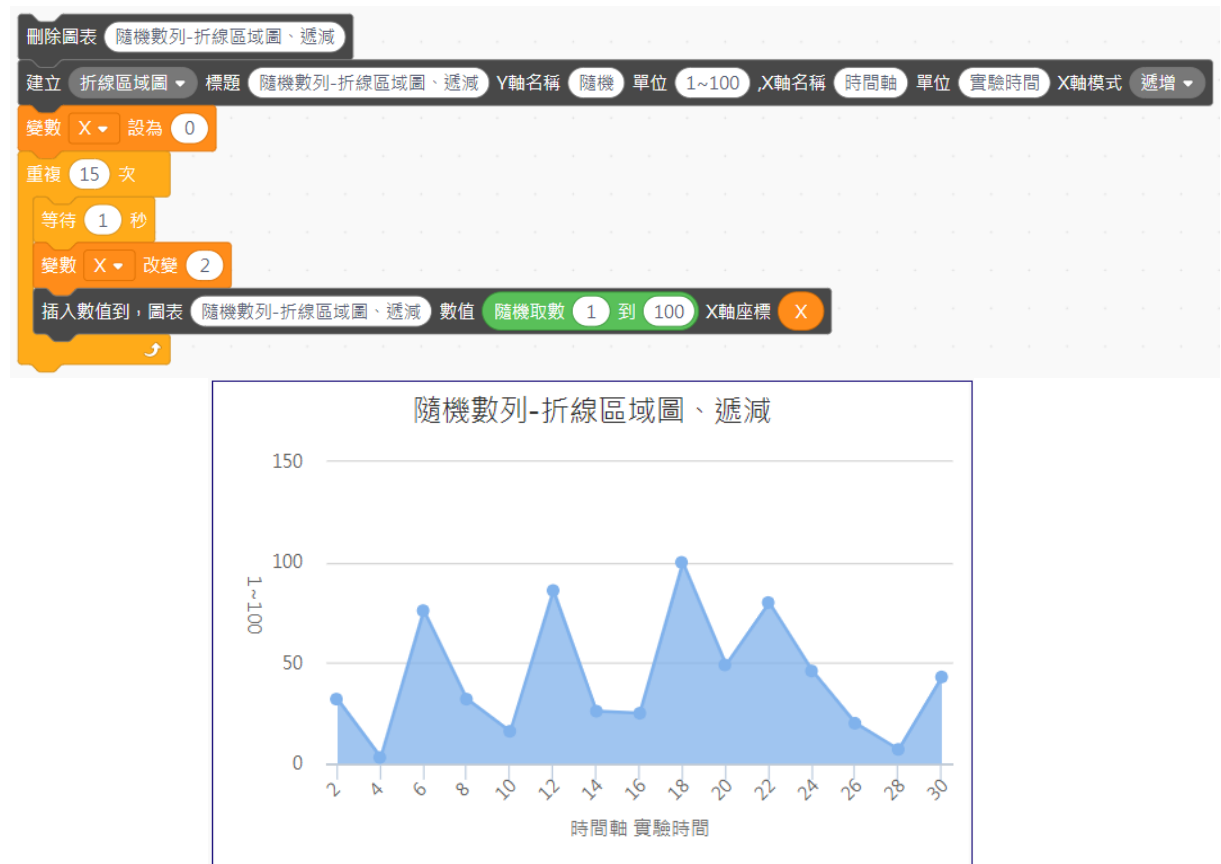 刪除圖表 隨機數列-折線區域圖、遞減
建立 折線區域圖 標題 隨機數列-折線區域圖、遞減 Y軸名稱 隨機 單位 1~100 ,X軸名稱 時間軸 單位 實驗時間 X軸模式 遞增
變數 X 設為 0
重複 15 次
等待 1 秒
變數 X 改變 2
插入數值到，圖表 隨機數列-折線區域圖、遞減 數值 隨機取數 1 到 100 X軸座標 X
隨機數列-折線區域圖、遞減
150
100
50
0
1~100
2 4 6 8 10 12 14 16 18 20 22 24 26 28 30
時間軸 實驗時間